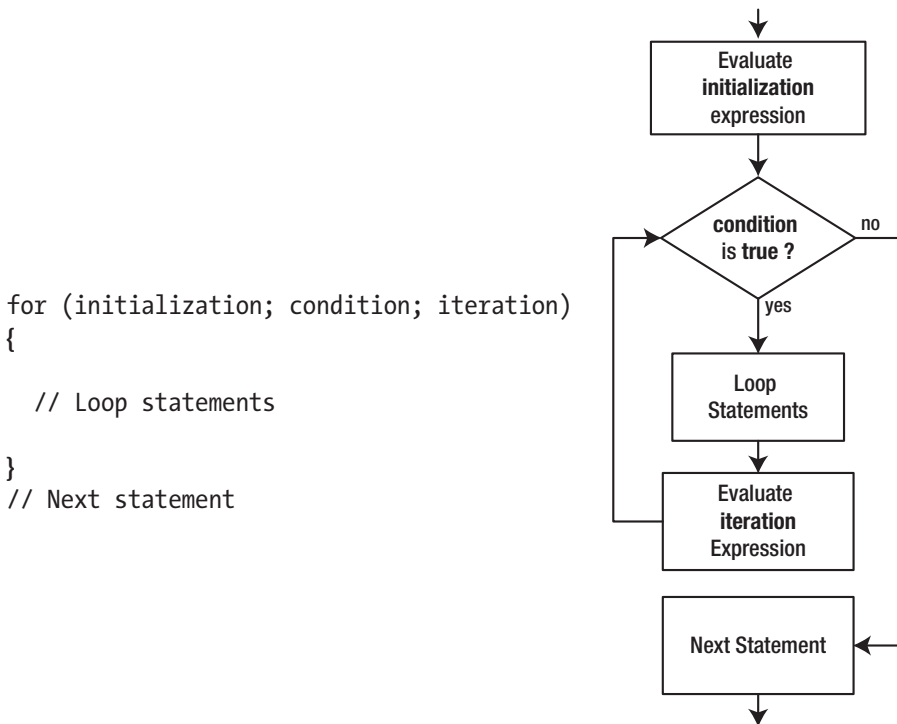 for (initialization; condition; iteration)
{
// Loop statements
}
// Next statement
Evaluate
initialization
expression
condition
is true ?
no
yes
Loop
Statements
Evaluate
iteration
Expression
Next Statement